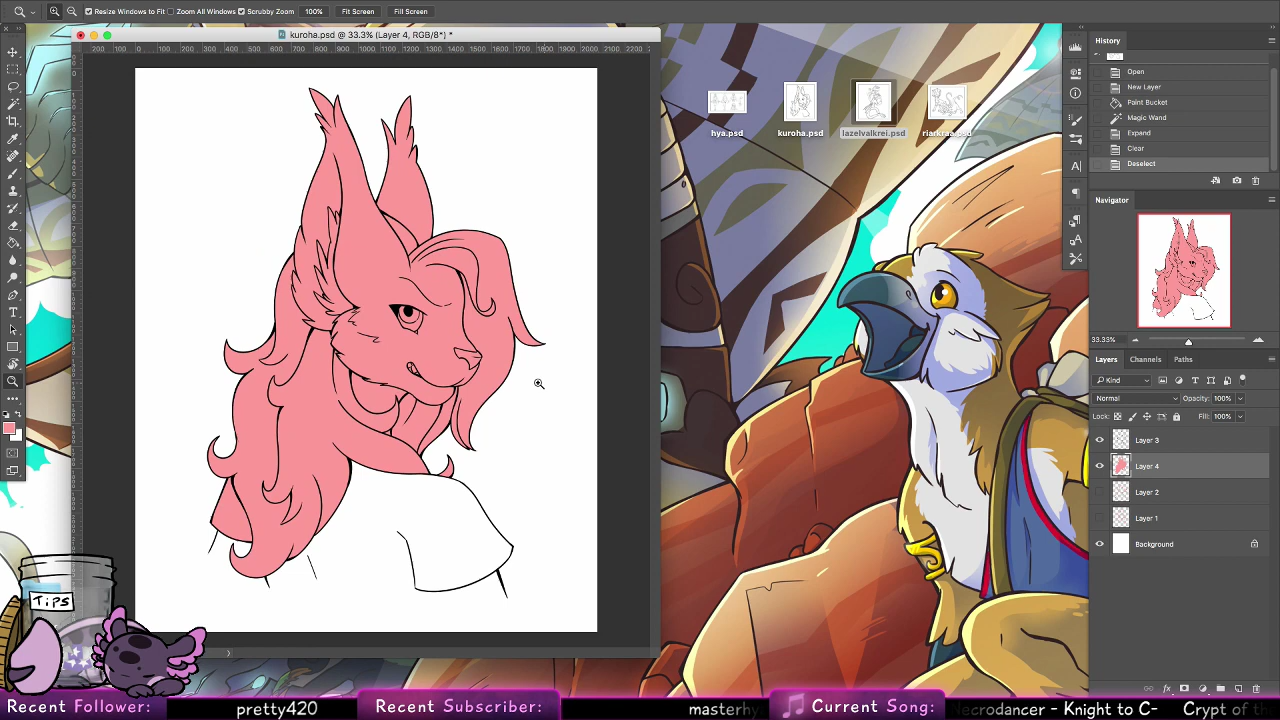 Resize Windows to Fit
Zoom All Windows
Scrubby Zoom
100%
Fit Screen
Fill Screen
kuroha.psd @ 33.3% (Layer 4, RGB/8*) *
hya.psd
kuroha.psd
lazelvalkrei.psd
riarkraa.psd
History
Open
New Layer
Paint Bucket
Magic Wand
Expand
Clear
Deselect
Navigator
33.33%
Layers
Channels
Paths
Kind
Normal
Opacity: 100%
Lock:
Fill: 100%
Layer 3
Layer 4
Layer 2
Layer 1
Background
TiPS
Recent Follower:
pretty420
Recent Subscriber:
masterhy
Current Song:
Necrodancer - Knight to C-
Crypt of